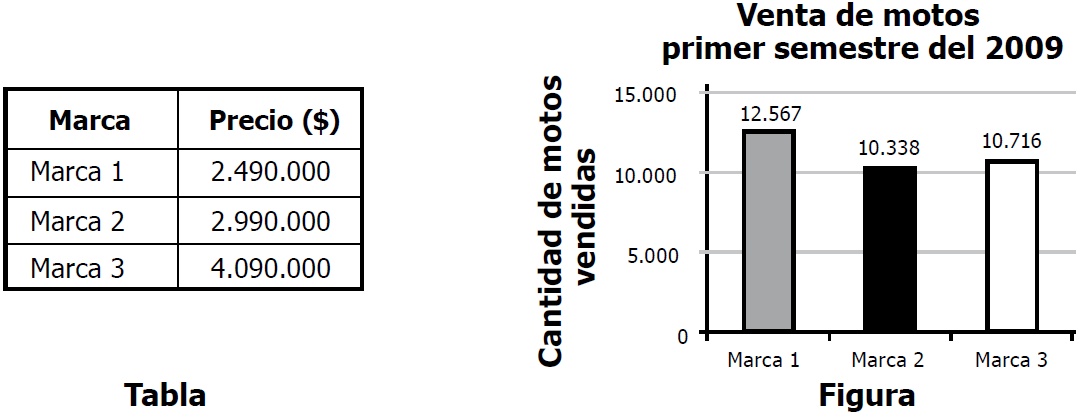 Marca Precio ($)
Marca 1 2.490.000
Marca 2 2.990.000
Marca 3 4.090.000
Tabla
Venta de motos
primer semestre del 2009
Cantidad de motos
vendidas
15.000
10.000
5.000
0
12.567
10.338
10.716
Marca 1 Marca 2 Marca 3
Figura